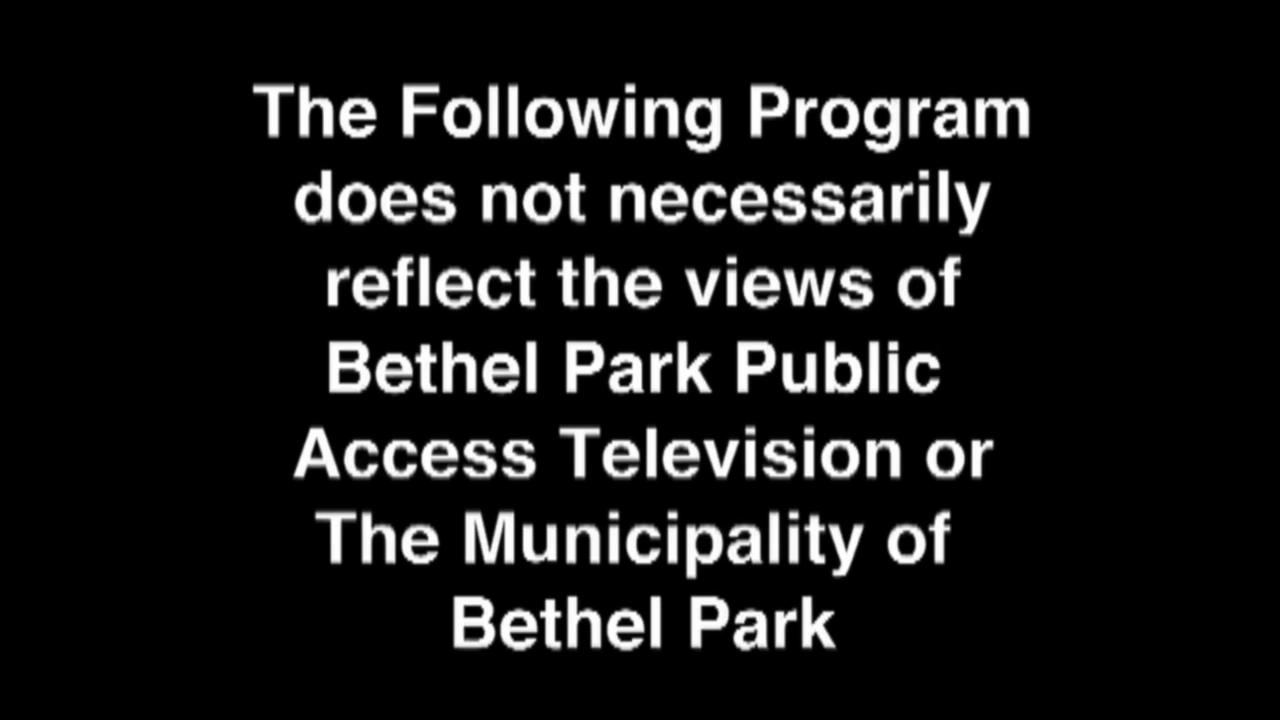 The Following Program
does not necessarily
reflect the views of
Bethel Park Public
Access Television or
The Municipality of
Bethel Park